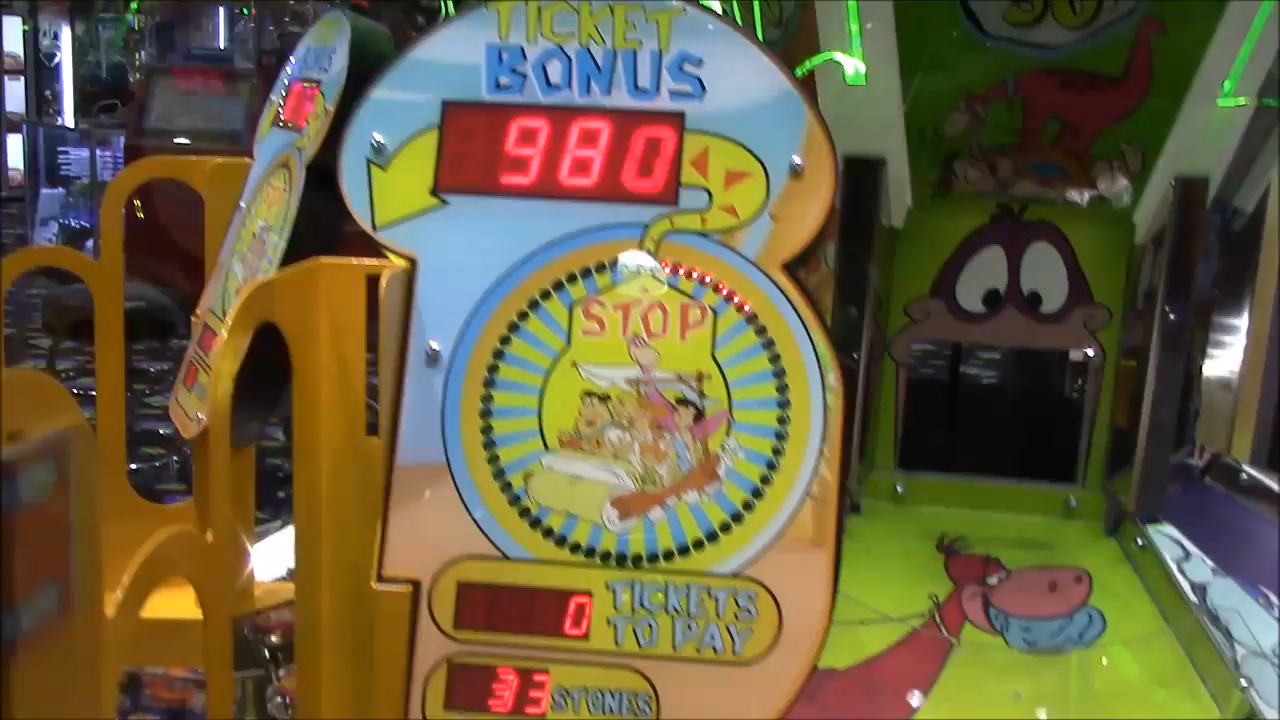 TICKET
BONUS
980
STOP
0
TICKETS
TO PAY
33 STONES